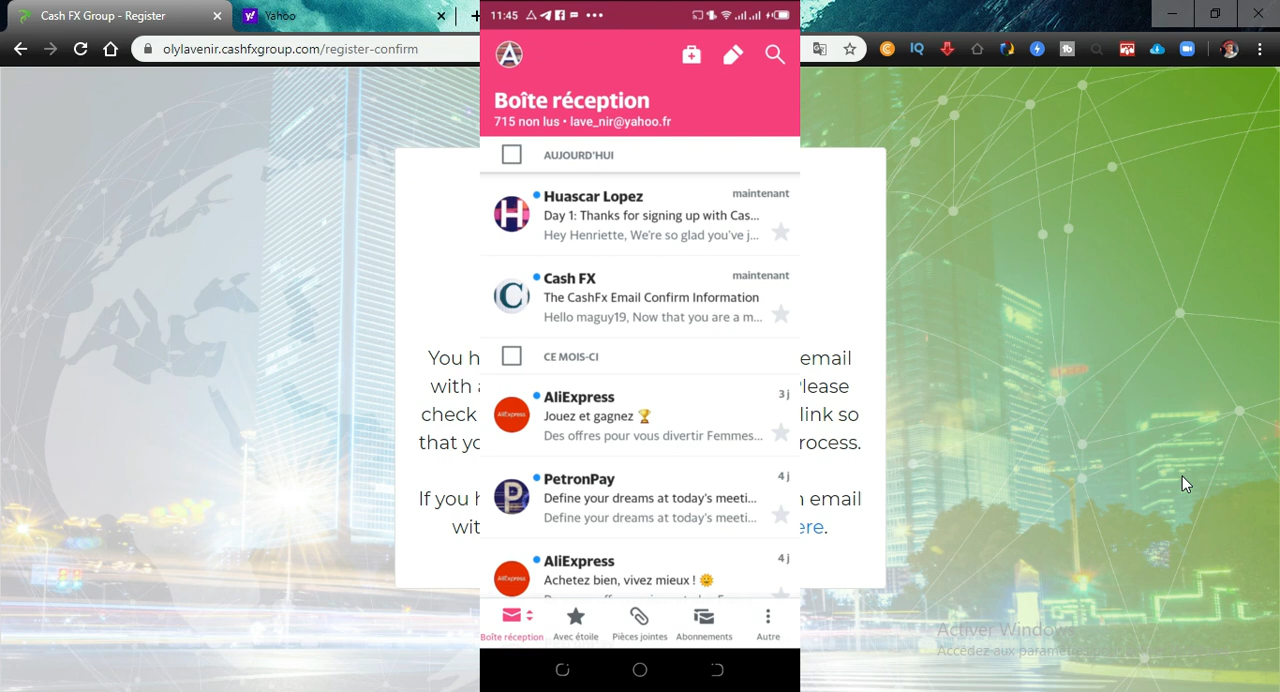 Cash FX Group - Register
Yahoo
olylavenir.cashfxgroup.com/register-confirm
11:45
Boîte réception
715 non lus • lave_nir@yahoo.fr
AUJOURD'HUI
Huascar Lopez
maintenant
Day 1: Thanks for signing up with Cas...
Hey Henriette, We're so glad you've j...
Cash FX
maintenant
The CashFx Email Confirm Information
Hello maguy19, Now that you are a m...
CE MOIS-CI
AliExpress
3 j
Jouez et gagnez 🏆
Des offres pour vous divertir Femmes...
PetronPay
4 j
Define your dreams at today's meeti...
Define your dreams at today's meeti...
AliExpress
4 j
Achetez bien, vivez mieux ! 🌞
Boîte réception
Avec étoile
Pièces jointes
Abonnements
Autre
You h
email
with
Please
check
link so
that yo
rocess.
If you h
email
wit
ere.
Activer Windows
Accédez aux paramètres